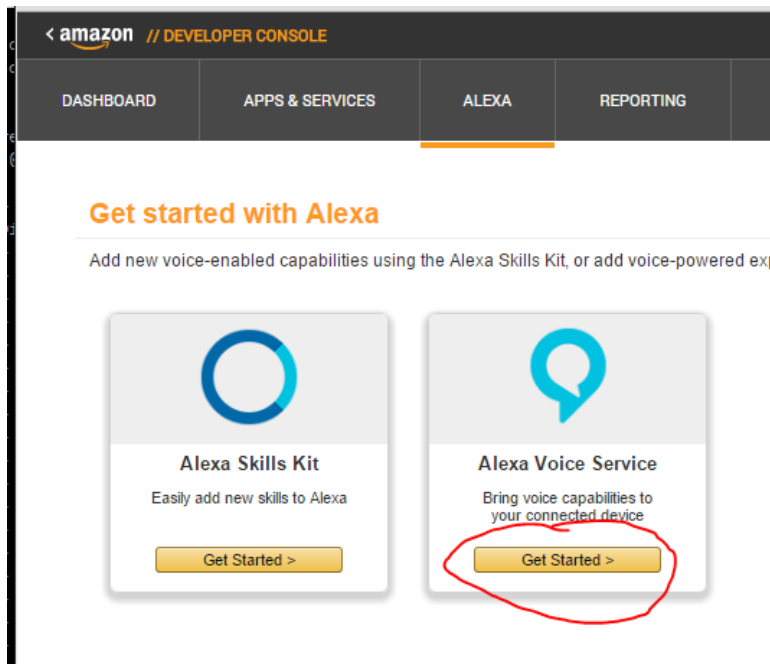 < amazon // DEVELOPER CONSOLE
DASHBOARD APPS & SERVICES ALEXA REPORTING
Get started with Alexa
Add new voice-enabled capabilities using the Alexa Skills Kit, or add voice-powered
Alexa Skills Kit
Easily add new skills to Alexa
Get Started >
Alexa Voice Service
Bring voice capabilities to
your connected device
Get Started >